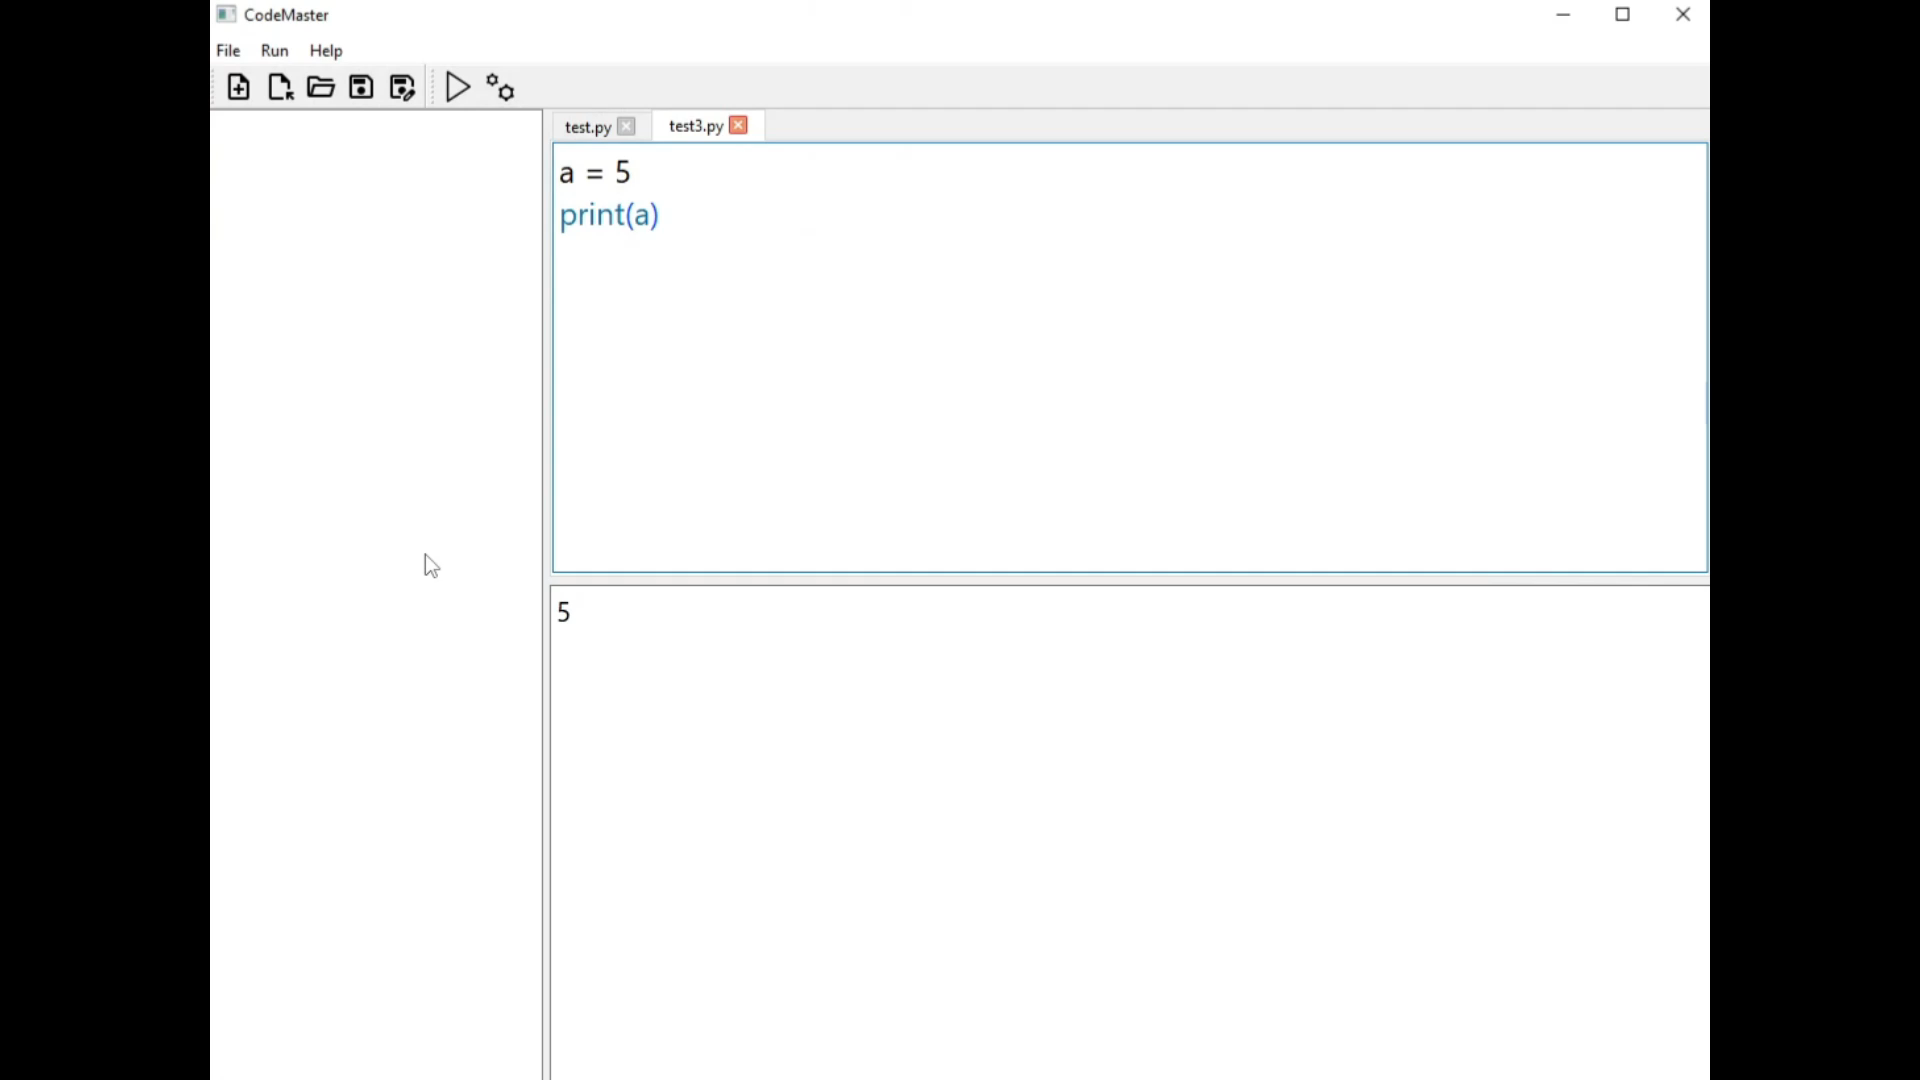 CodeMaster
File Run Help
test.py test3.py
a = 5
print(a)
5